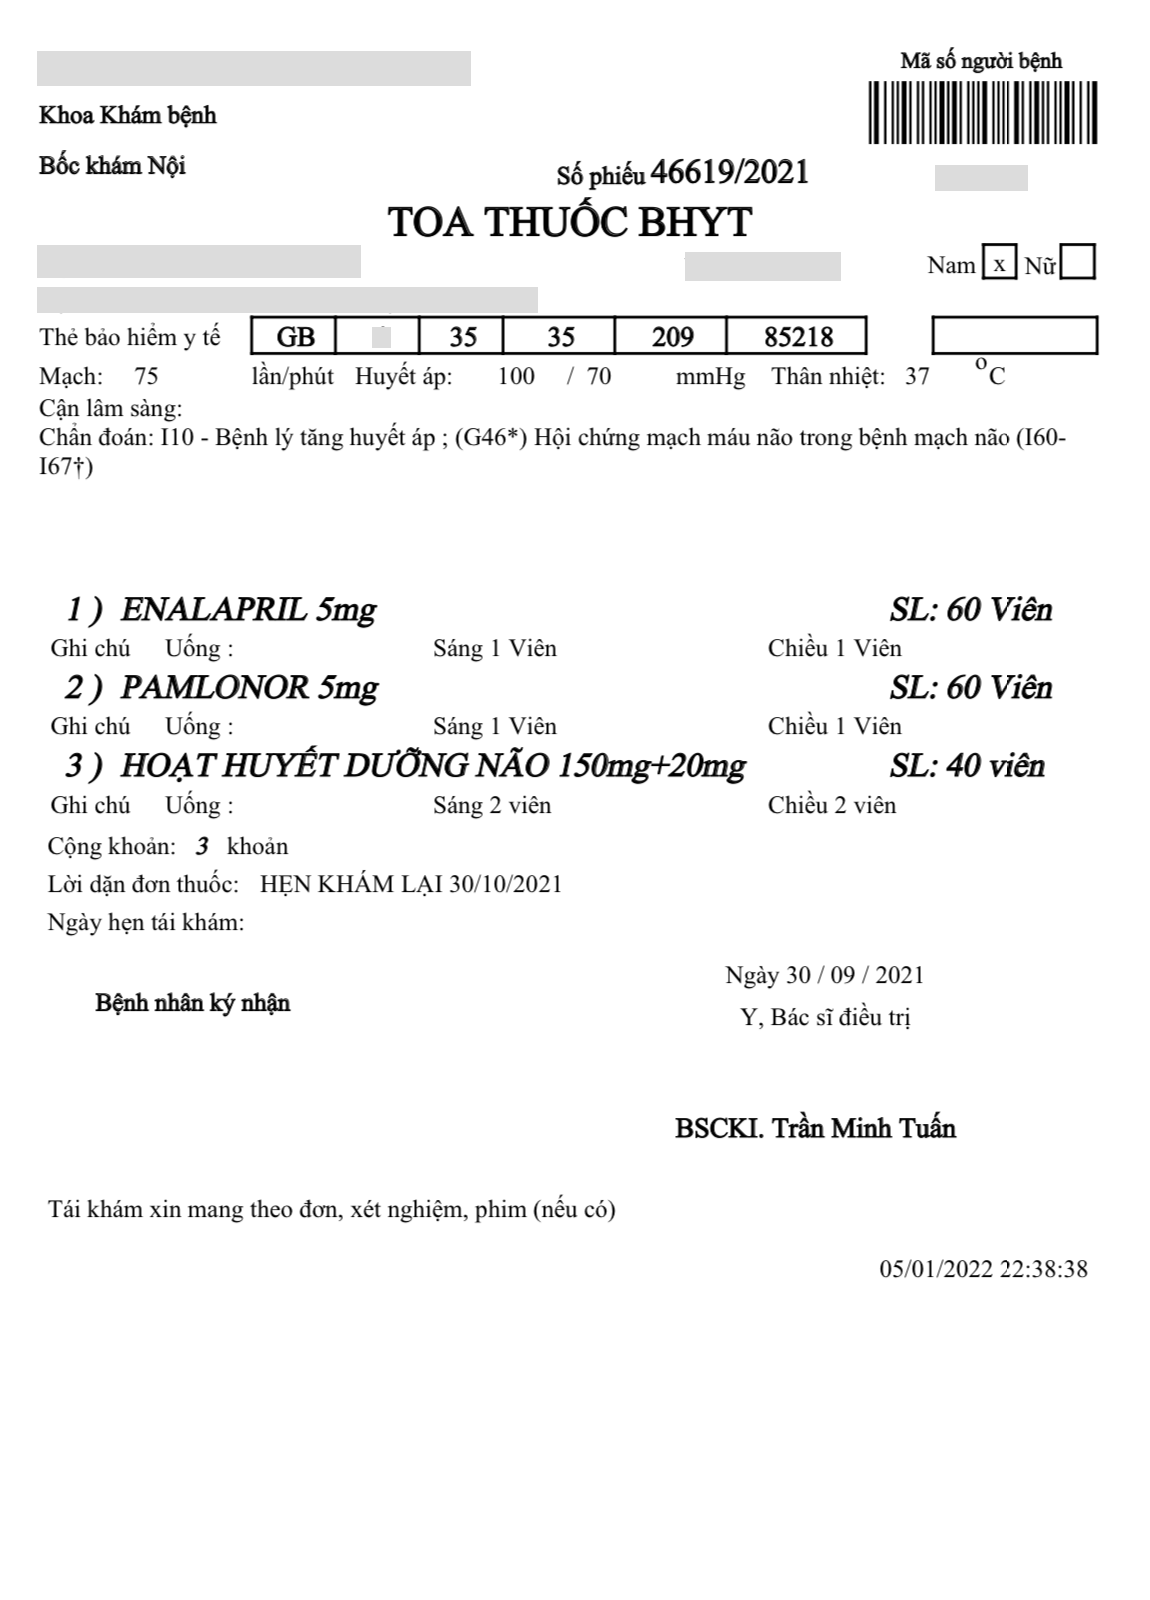 Mã số người bệnh
Khoa Khám bệnh
Bốc khám Nội
Số phiếu 46619/2021
TOA THUỐC BHYT
Nam x Nữ
Thẻ bảo hiểm y tế GB 35 35 209 85218
Mạch: 75 lần/phút Huyết áp: 100 / 70 mmHg Thân nhiệt: 37 °C
Cận lâm sàng:
Chẩn đoán: I10 - Bệnh lý tăng huyết áp ; (G46*) Hội chứng mạch máu não trong bệnh mạch não (I60-
I67†)
1 ) ENALAPRIL 5mg SL: 60 Viên
Ghi chú Uống : Sáng 1 Viên Chiều 1 Viên
2 ) PAMLONOR 5mg SL: 60 Viên
Ghi chú Uống : Sáng 1 Viên Chiều 1 Viên
3 ) HOẠT HUYẾT DƯỠNG NÃO 150mg+20mg SL: 40 viên
Ghi chú Uống : Sáng 2 viên Chiều 2 viên
Cộng khoản: 3 khoản
Lời dặn đơn thuốc: HẸN KHÁM LẠI 30/10/2021
Ngày hẹn tái khám:
Ngày 30 / 09 / 2021
Bệnh nhân ký nhận
Y, Bác sĩ điều trị
BSCKI. Trần Minh Tuấn
Tái khám xin mang theo đơn, xét nghiệm, phim (nếu có)
05/01/2022 22:38:38